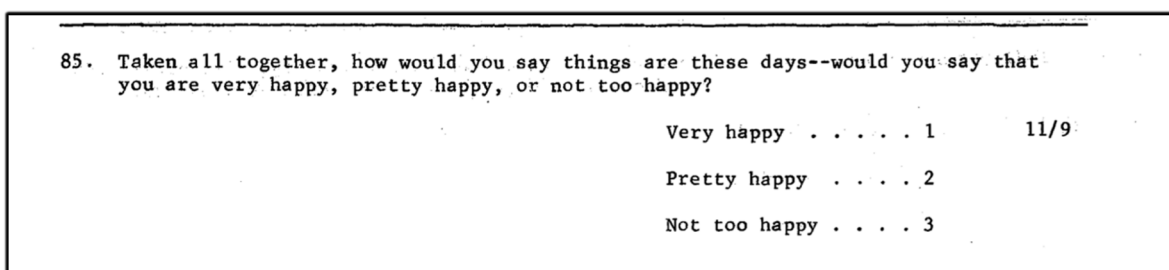 85. Taken all together, how would you say things are these days--would you say that
you are very happy, pretty happy, or not too happy?
Very happy . . . . . 1 11/9
Pretty happy . . . . 2
Not too happy . . . . 3